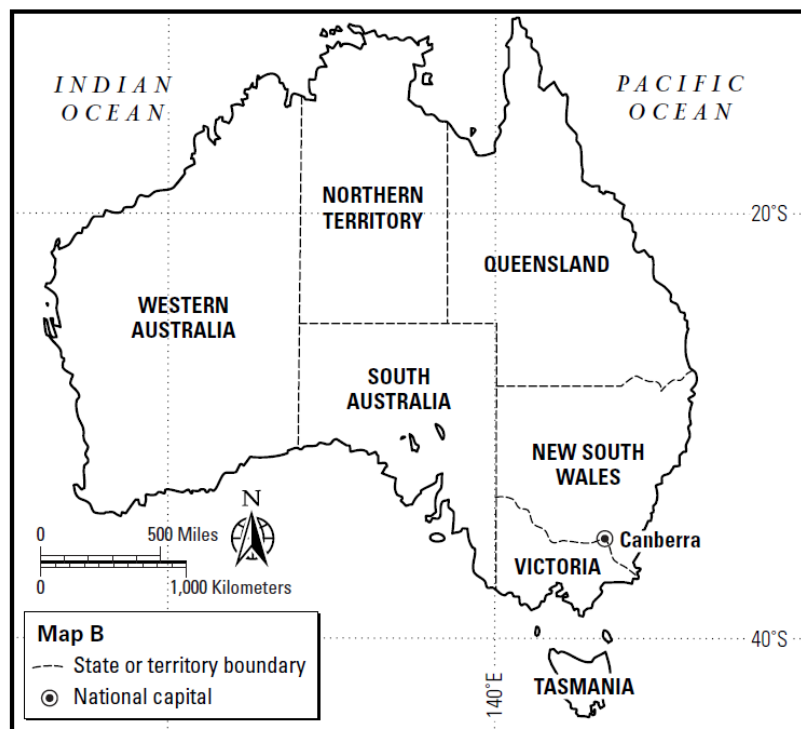 INDIAN
OCEAN
PACIFIC
OCEAN
NORTHERN
TERRITORY
20°S
QUEENSLAND
WESTERN
AUSTRALIA
SOUTH
AUSTRALIA
NEW SOUTH
WALES
N
0 500 Miles
0 1,000 Kilometers
Canberra
VICTORIA
Map B
State or territory boundary
National capital
40°S
140°E
TASMANIA